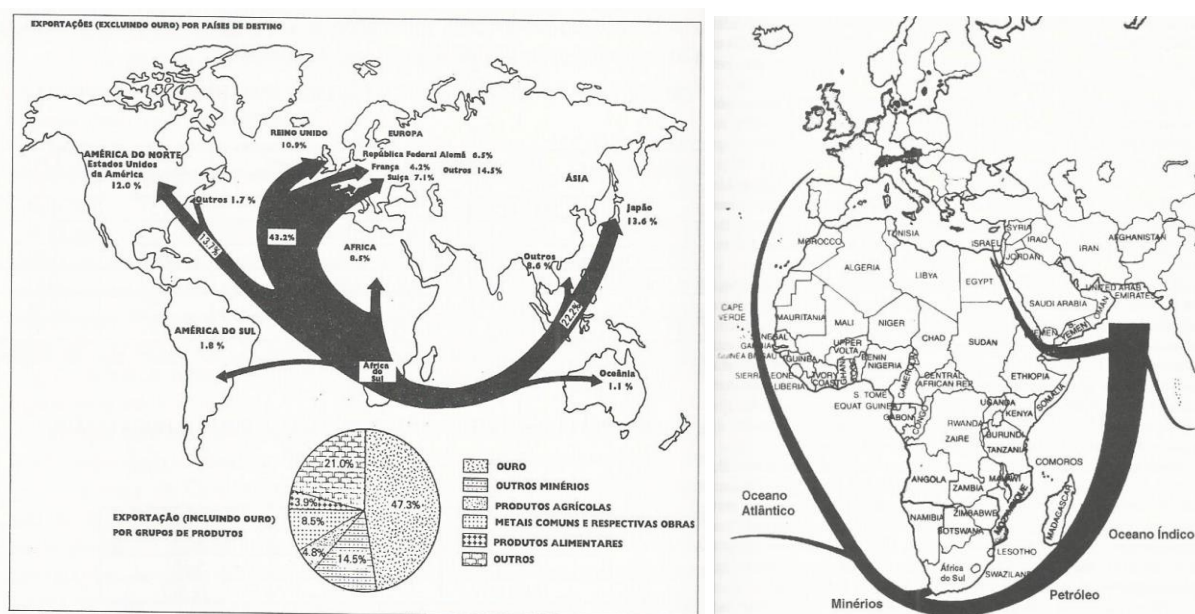 EXPORTAÇÕES (EXCLUINDO OURO) POR PAÍSES DE DESTINO
REINO UNIDO
10.9%
EUROPA
República Federal Alemã 6.5%
França 4.2%
Outros 14.5%
Suiça 7.1%
AMÉRICA DO NORTE
Estados Unidos
da América
12.0 %
Outros 1.7 %
13.7%
43.2%
ÁSIA
Japão
13.6 %
AFRICA
8.5%
Outros
8.6 %
22.2%
AMÉRICA DO SUL
1.8 %
África
do
Sul
Oceânia
1.1 %
21.0%
47.3%
3.9%
8.5%
4.8%
14.5%
EXPORTAÇÃO (INCLUINDO OURO)
POR GRUPOS DE PRODUTOS
OURO
OUTROS MINÉRIOS
PRODUTOS AGRÍCOLAS
METAIS COMUNS E RESPECTIVAS OBRAS
PRODUTOS ALIMENTARES
OUTROS
MOROCCO
TUNISIA
ALGERIA
LIBYA
EGYPT
ISRAEL
SYRIA
IRAQ
JORDAN
IRAN
AFGHANISTAN
SAUDI ARABIA
UNITED ARAB
EMIRATES
OMAN
YEMEN
S.
YEMEN
CAPE
VERDE
MAURITANIA
MALI
NIGER
CHAD
SUDAN
SENEGAL
GAMBIA
GUINEA BISSAU
GUINEA
SIERRA LEONE
LIBERIA
IVORY
COAST
UPPER
VOLTA
GHANA
TOGO
BENIN
NIGERIA
CAMEROON
CENTRAL
AFRICAN REP.
ETHIOPIA
SOMALIA
S. TOME
EQUAT GUINEA
GABON
CONGO
ZAIRE
RWANDA
UGANDA
KENYA
BURUNDI
TANZANIA
COMOROS
ANGOLA
ZAMBIA
MALAWI
MOZAMBIQUE
MADAGASCAR
ZIMBABWE
NAMIBIA
BOTSWANA
LESOTHO
SWAZILAND
África
do Sul
Oceano
Atlântico
Oceano Índico
Minérios
Petróleo